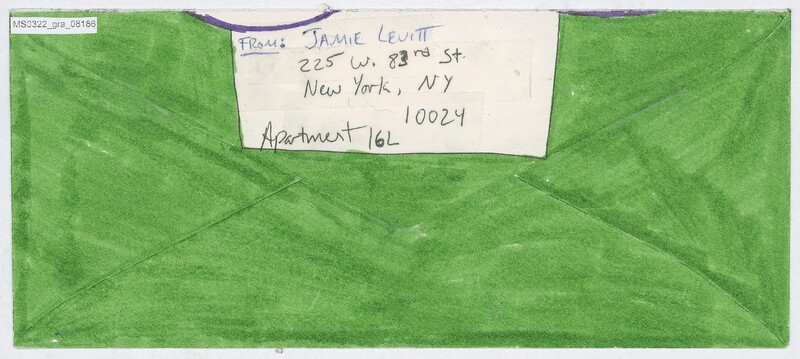 MS0322_gra_08186
FROM: JAMIE LEVITT
225 W. 83rd St.
New York, NY
10024
Apartment 16L